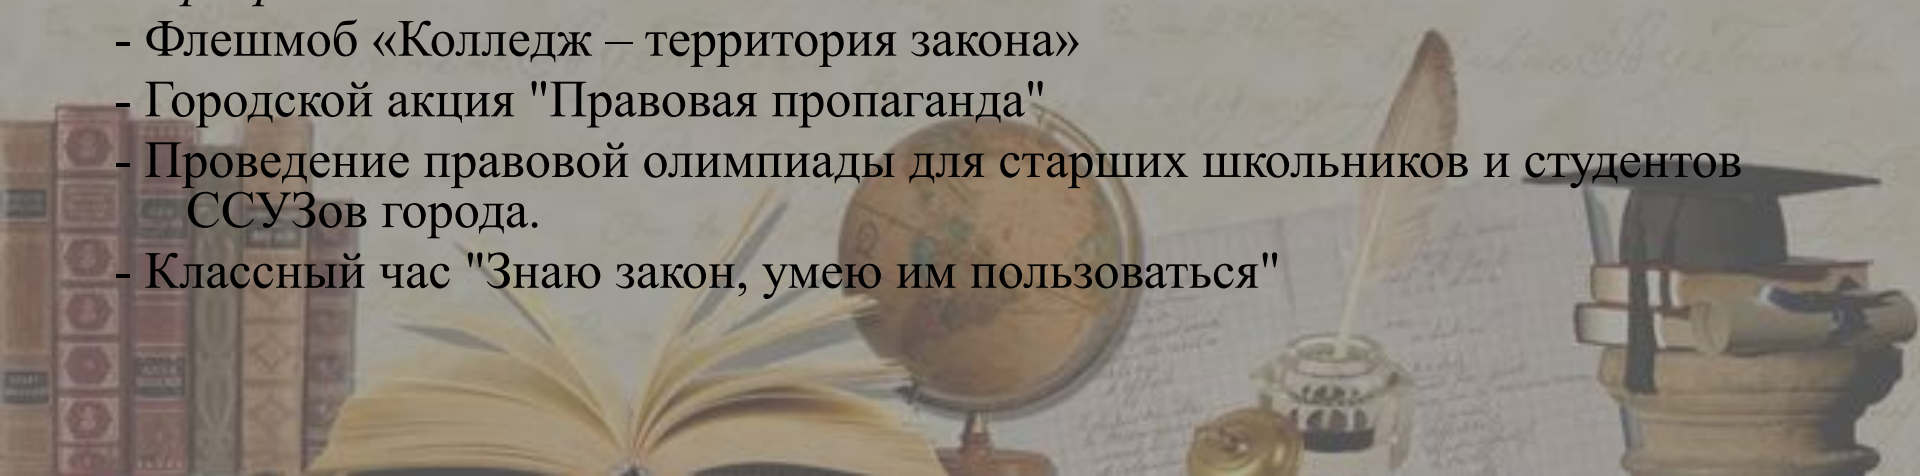 - Флешмоб «Колледж – территория закона»
- Городской акция "Правовая пропаганда"
- Проведение правовой олимпиады для старших школьников и студентов
ССУЗов города.
- Классный час "Знаю закон, умею им пользоваться"